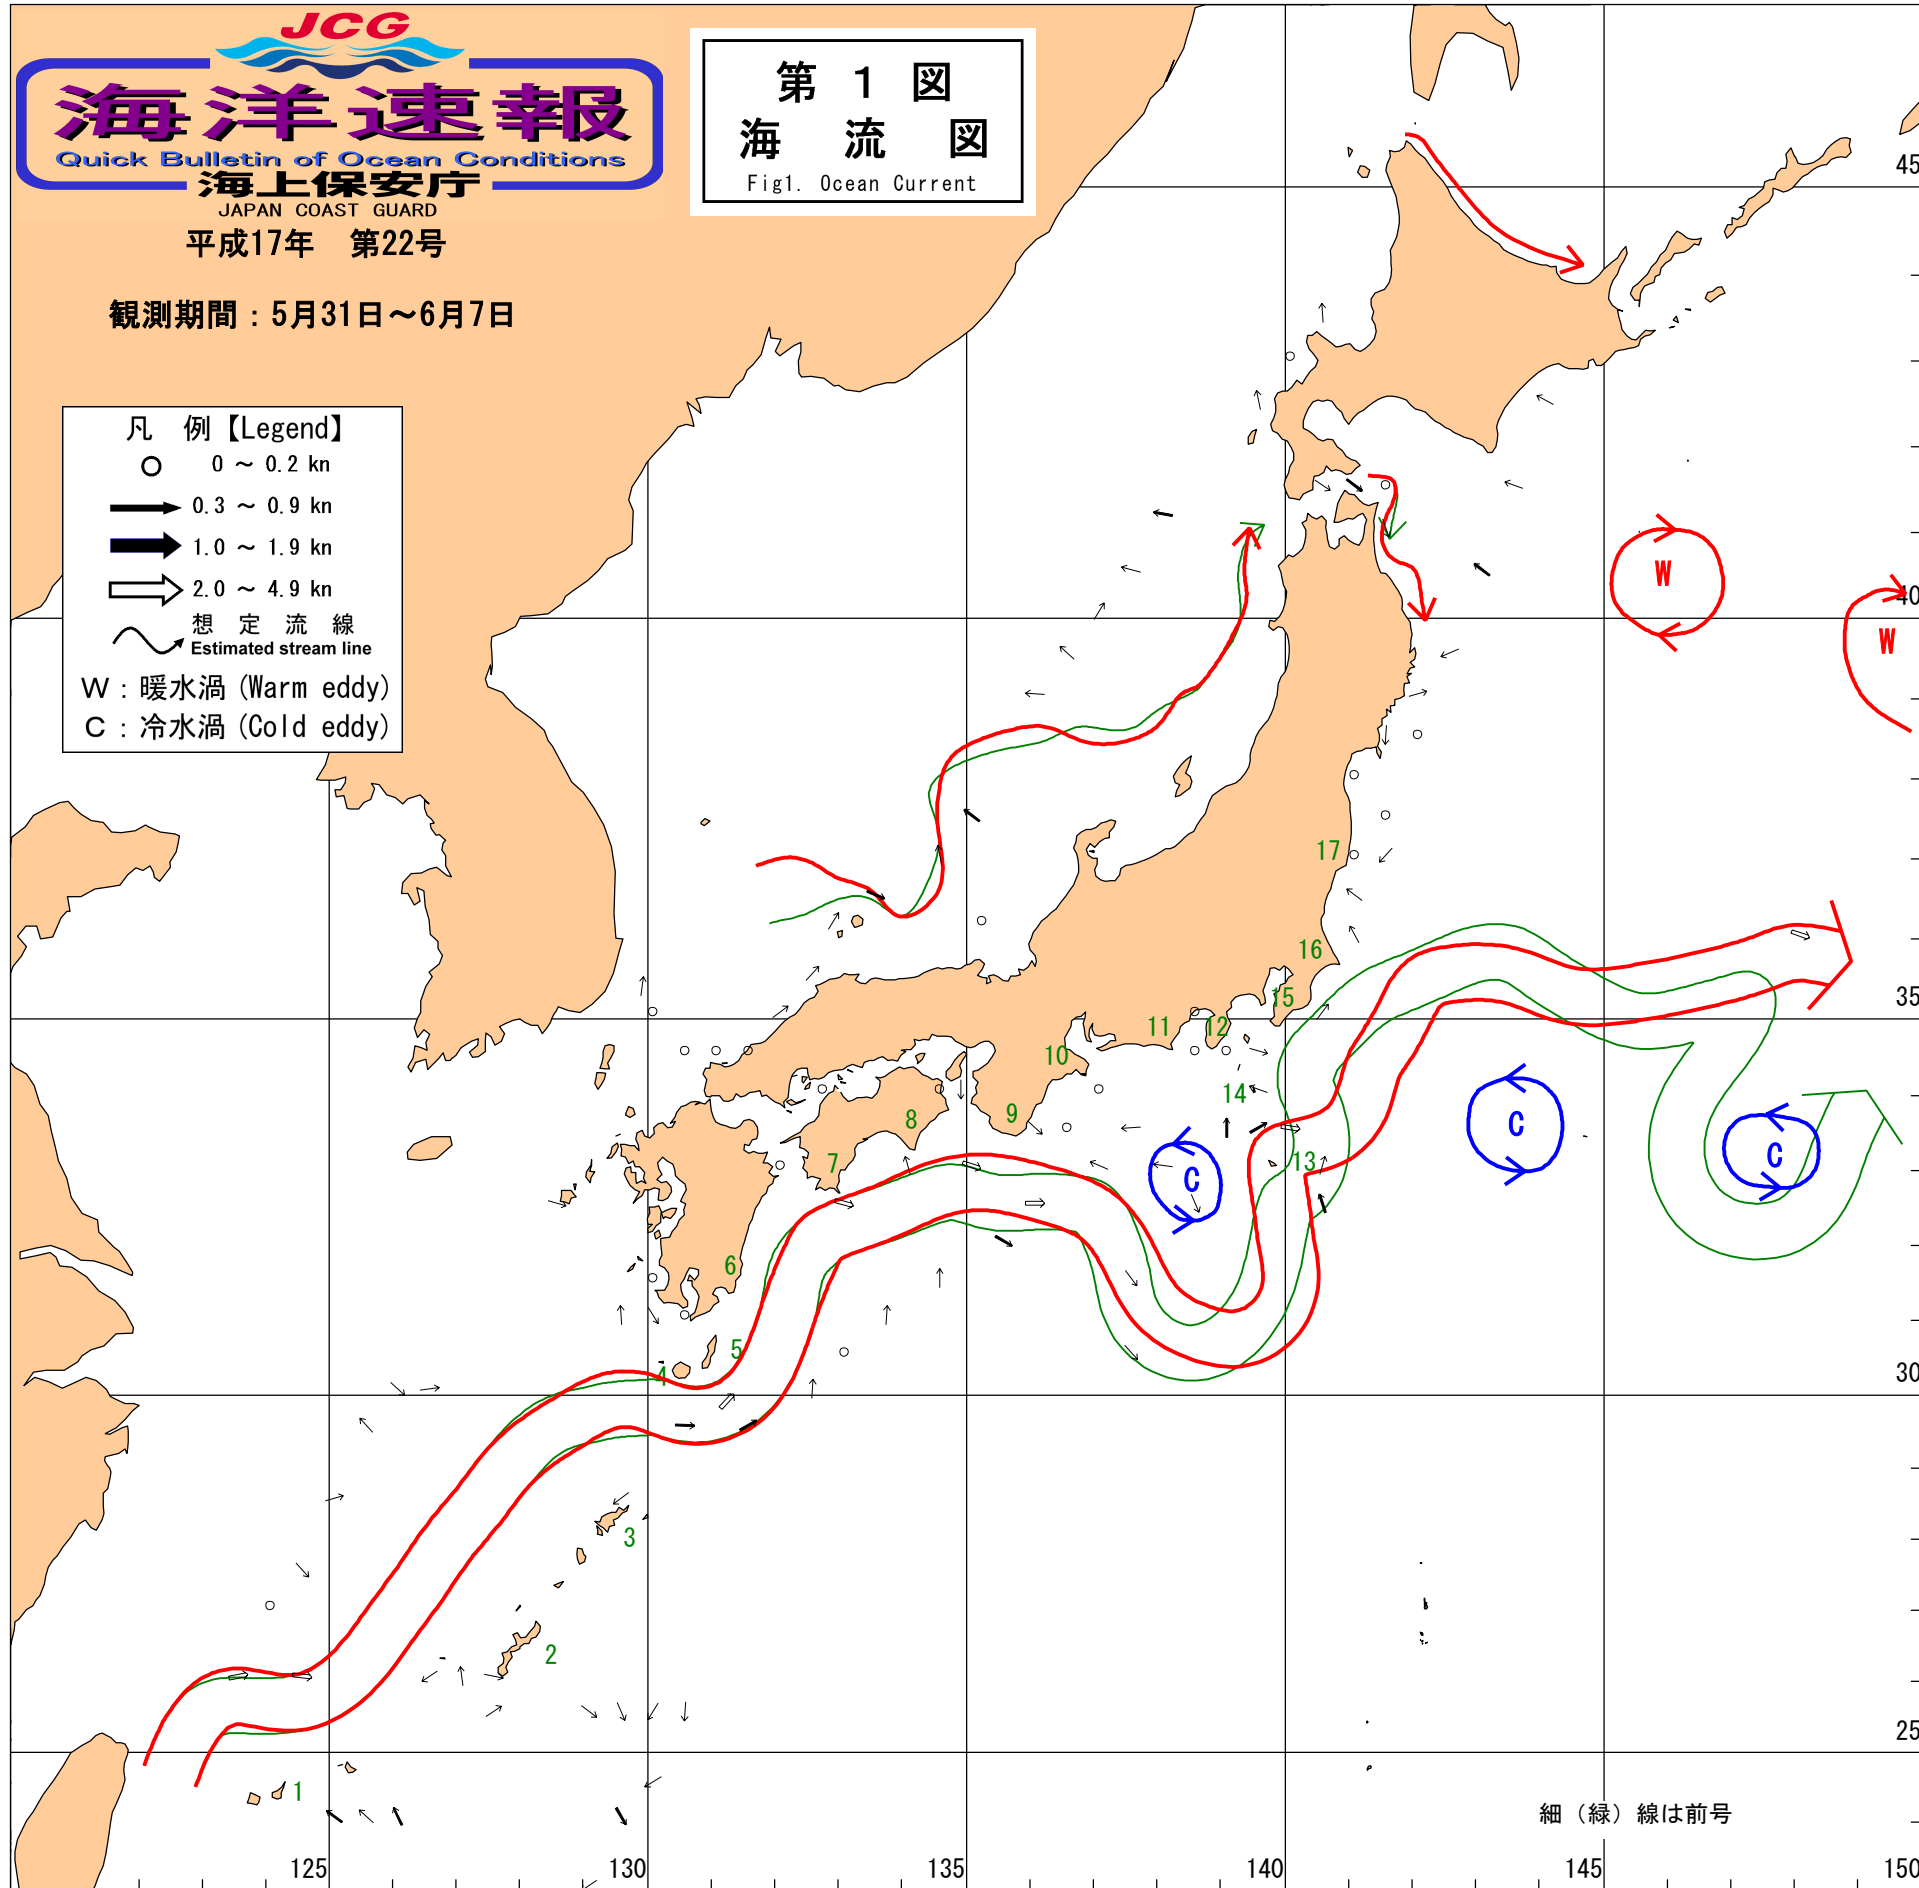 JCG
海洋速報
Quick Bulletin of Ocean Conditions
海上保安庁
JAPAN COAST GUARD
平成17年 第22号
観測期間：5月31日～6月7日
第 1 図
海 流 図
Fig1. Ocean Current
凡 例【Legend】
0 ～ 0.2 kn
0.3 ～ 0.9 kn
1.0 ～ 1.9 kn
2.0 ～ 4.9 kn
想 定 流 線
Estimated stream line
W：暖水渦(Warm eddy)
C：冷水渦(Cold eddy)
45
W
40
W
17
16
15
35
12
11
10
14
9
8
C
C
7
13
C
6
5
4
30
3
2
25
1
細（緑）線は前号
125
130
135
140
145
150